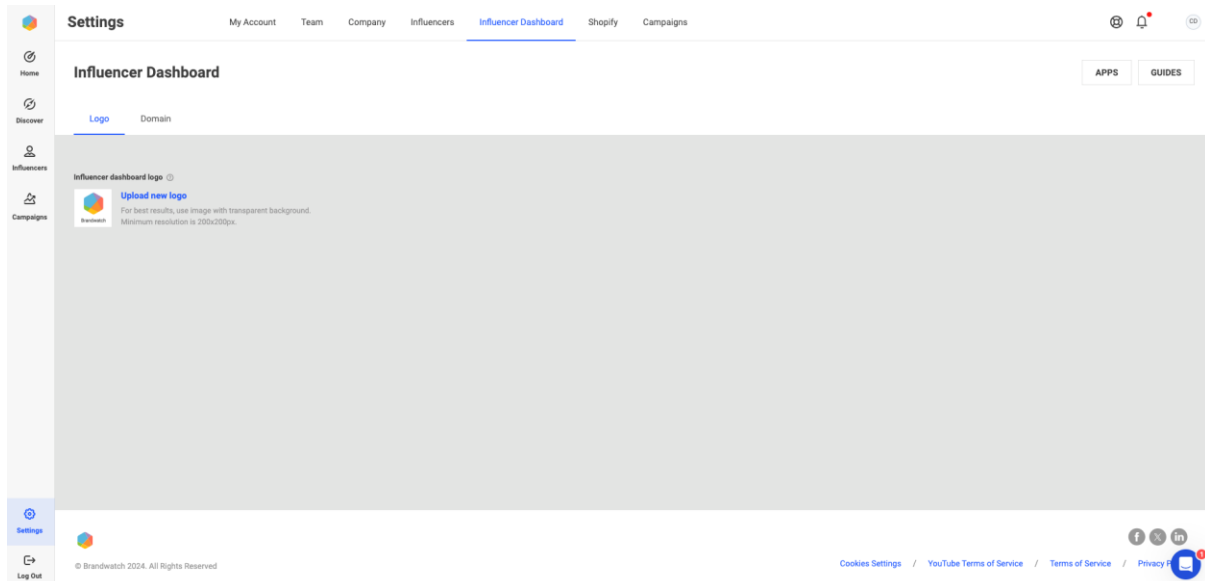 Settings
My Account
Team
Company
Influencers
Influencer Dashboard
Shopify
Campaigns
CD
Home
Discover
Influencers
Campaigns
Influencer Dashboard
APPS
GUIDES
Logo
Domain
Influencer dashboard logo
Brandwatch
Upload new logo
For best results, use image with transparent background.
Minimum resolution is 200x200px.
Settings
Log Out
© Brandwatch 2024. All Rights Reserved
Cookies Settings / YouTube Terms of Service / Terms of Service / Privacy P
1